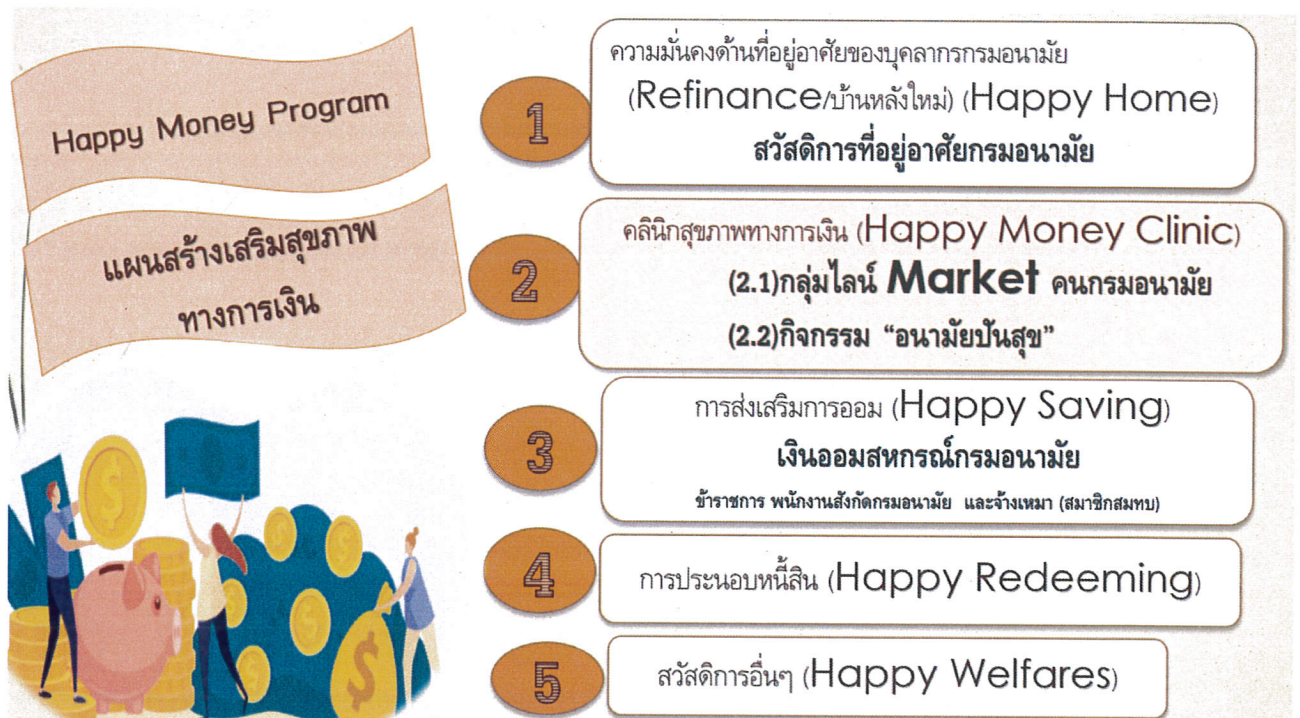 Happy Money Program
แผนสร้างเสริมสุขภาพ
ทางการเงิน
1
ความมั่นคงด้านที่อยู่อาศัยของบุคลากรกรมอนามัย
(Refinance/บ้านหลังใหม่) (Happy Home)
สวัสดิการที่อยู่อาศัยกรมอนามัย
2
คลินิกสุขภาพทางการเงิน (Happy Money Clinic)
(2.1)กลุ่มไลน์ Market คนกรมอนามัย
(2.2)กิจกรรม “อนามัยปันสุข”
3
การส่งเสริมการออม (Happy Saving)
เงินออมสหกรณ์กรมอนามัย
ข้าราชการ พนักงานสังกัดกรมอนามัย และจ้างเหมา (สมาชิกสมทบ)
4
การประนอบหนี้สิน (Happy Redeeming)
5
สวัสดิการอื่นๆ (Happy Welfares)